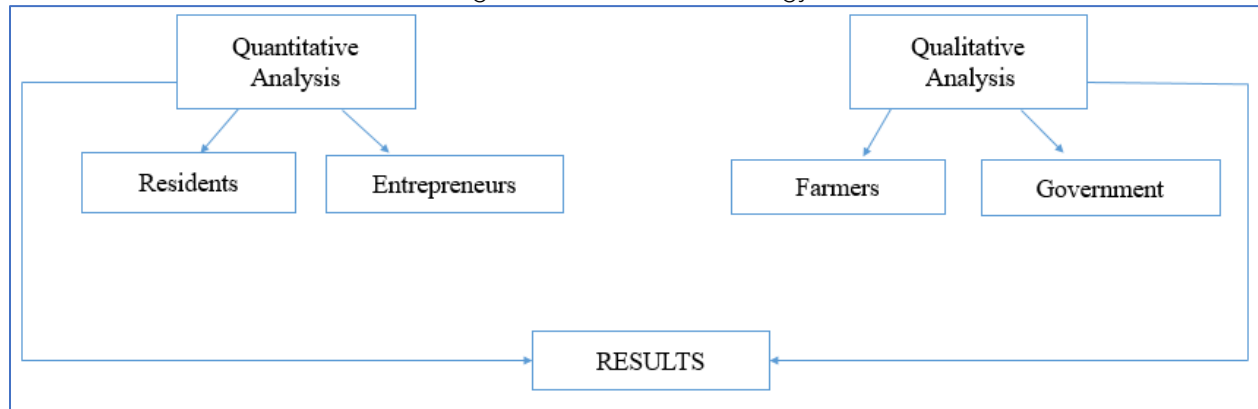 Quantitative
Analysis
Qualitative
Analysis
Residents
Entrepreneurs
Farmers
Government
RESULTS